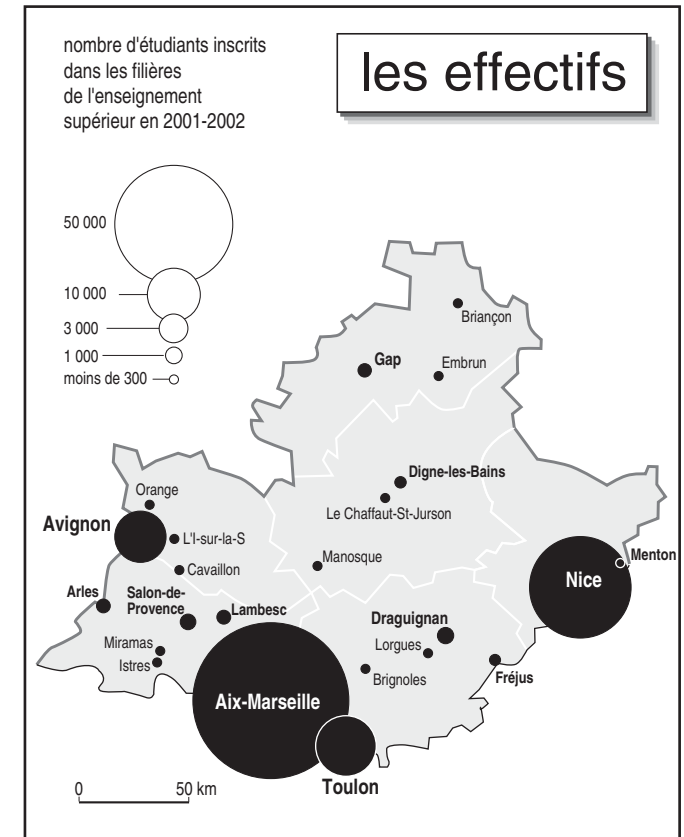 nombre d'étudiants inscrits
dans les filières
de l'enseignement
supérieur en 2001-2002
les effectifs
50 000
10 000
3 000
1 000
moins de 300
Briançon
Gap
Embrun
Digne-les-Bains
Le Chaffaut-St-Jurson
Orange
Avignon
L'I-sur-la-S
Cavaillon
Manosque
Menton
Nice
Arles
Salon-de-
Provence
Lambesc
Draguignan
Lorgues
Miramas
Istres
Brignoles
Fréjus
Aix-Marseille
Toulon
0
50 km